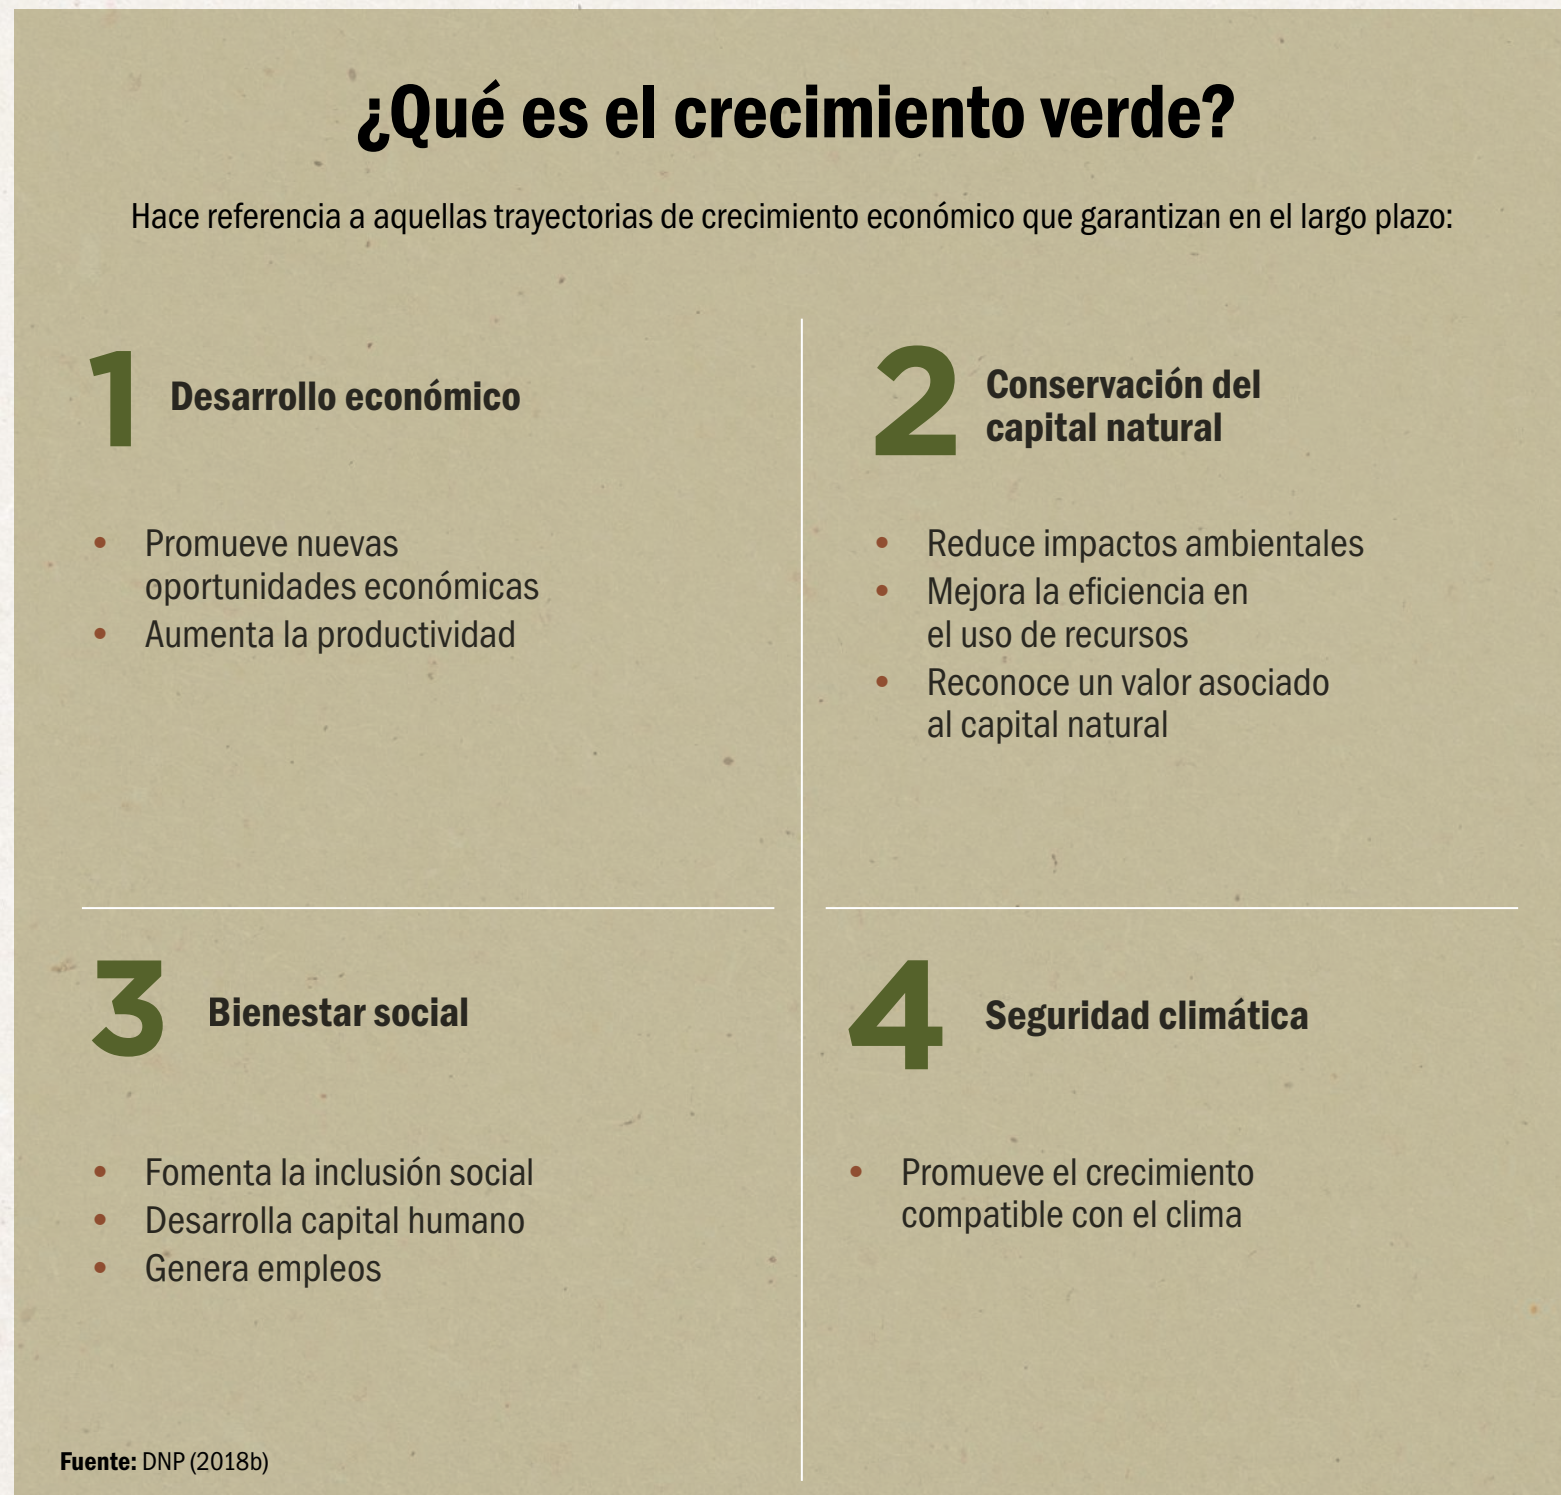 ¿Qué es el crecimiento verde?
Hace referencia a aquellas trayectorias de crecimiento económico que garantizan en el largo plazo:
1 Desarrollo económico
• Promueve nuevas
oportunidades económicas
• Aumenta la productividad
2 Conservación del
capital natural
• Reduce impactos ambientales
• Mejora la eficiencia en
el uso de recursos
• Reconoce un valor asociado
al capital natural
3 Bienestar social
• Fomenta la inclusión social
• Desarrolla capital humano
• Genera empleos
4 Seguridad climática
• Promueve el crecimiento
compatible con el clima
Fuente: DNP (2018b)